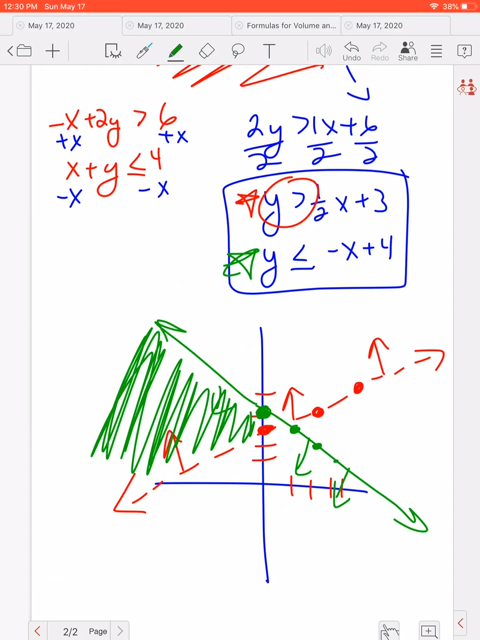 12:30 PM Sun May 17
86%
May 17, 2020
May 17, 2020
Formulas for Volume an...
May 17, 2020
Undo
Redo
Share
-x+2y > 6
+x +x
x+y ≤ 4
-x -x
2y > 1x + 6
2 2 2
y > 1/2 x + 3
y ≤ -x+4
2/2 Page